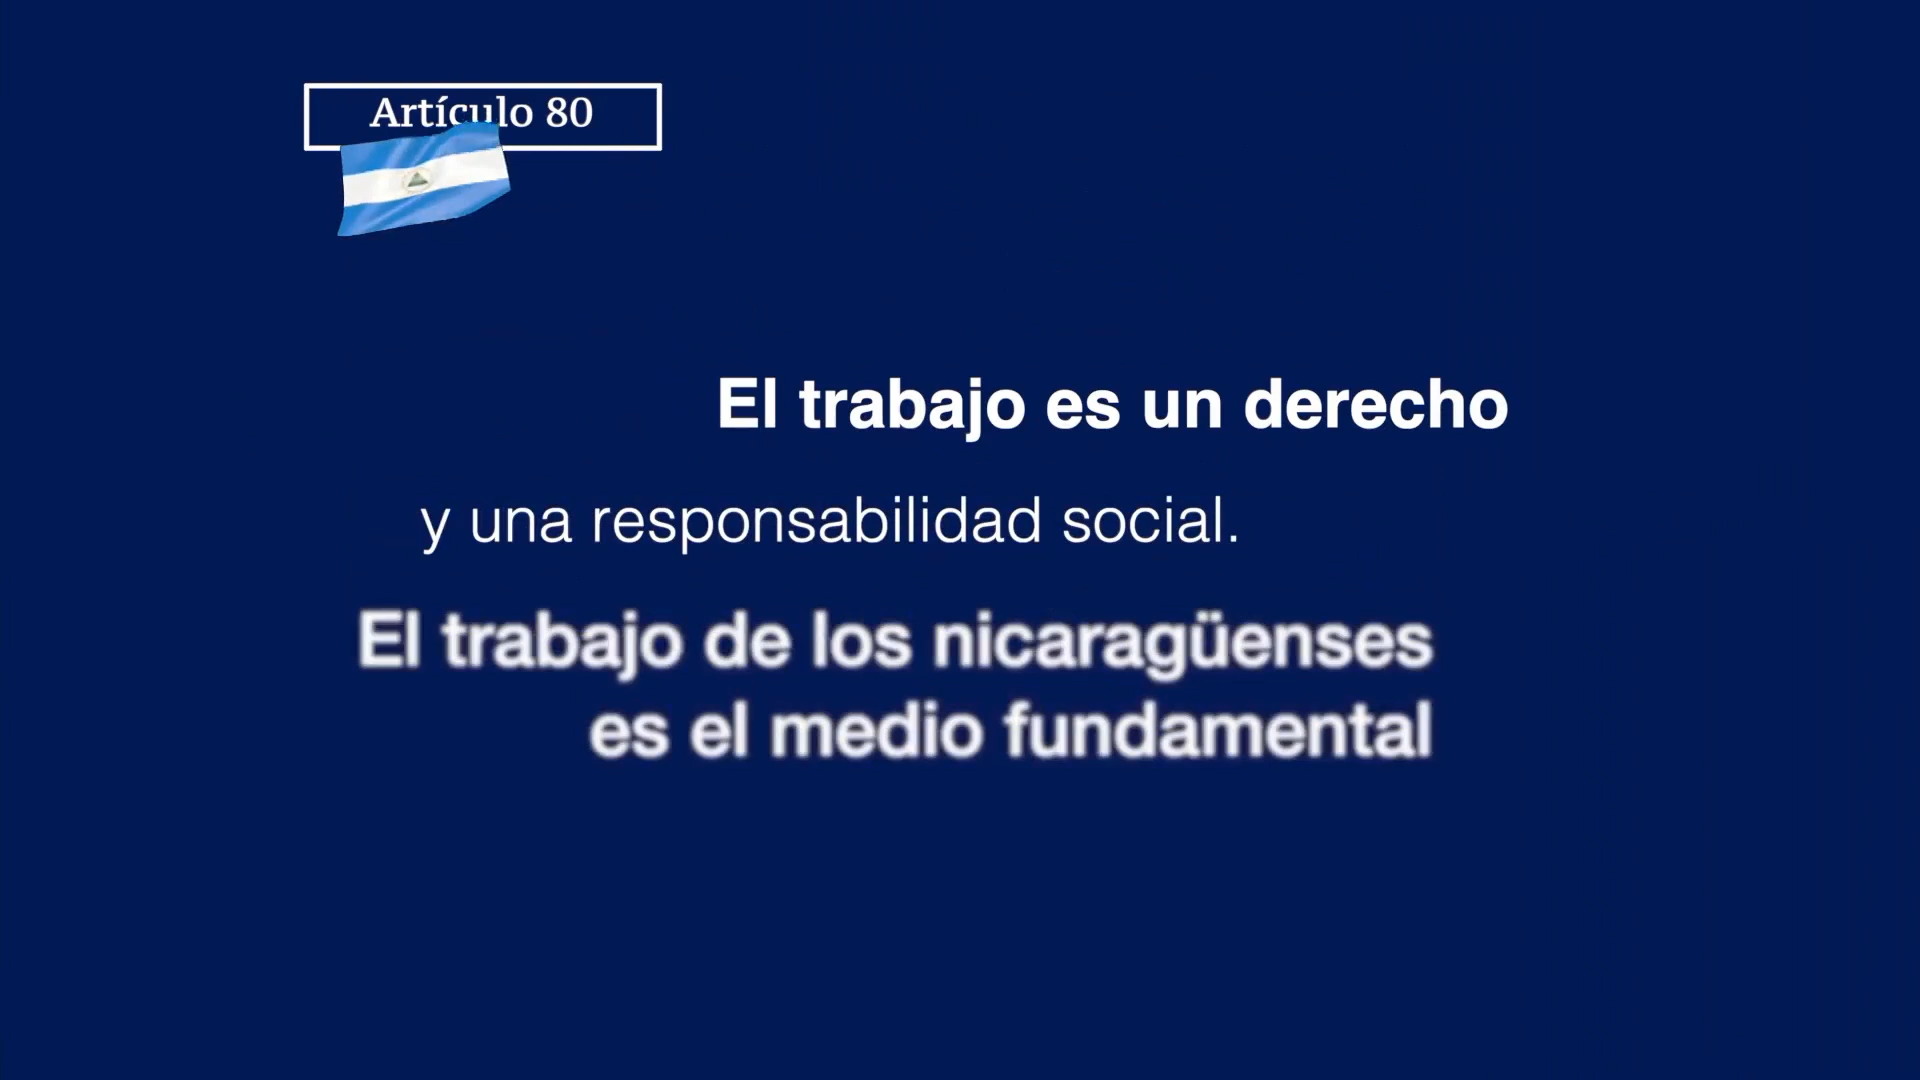 Artículo 80
El trabajo es un derecho
y una responsabilidad social.
El trabajo de los nicaragüenses
es el medio fundamental